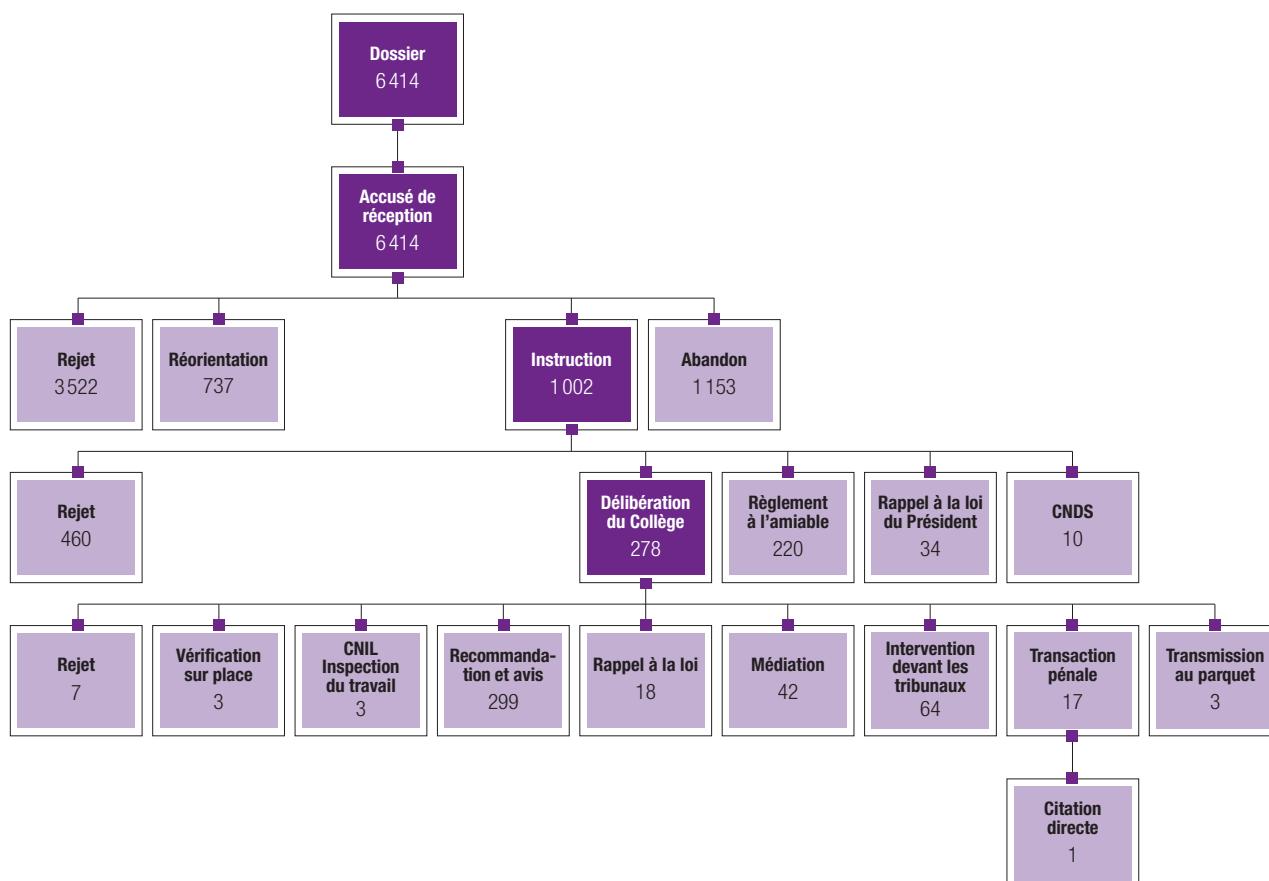 Dossier
6 414
Accusé de
réception
6 414
Rejet
3 522
Réorientation
737
Instruction
1 002
Abandon
1 153
Rejet
460
Délibération
du Collège
278
Règlement
à l’amiable
220
Rappel à la loi
du Président
34
CNDS
10
Rejet
7
Vérification
sur place
3
CNIL
Inspection
du travail
3
Recommanda-
tion et avis
299
Rappel à la loi
18
Médiation
42
Intervention
devant les
tribunaux
64
Transaction
pénale
17
Transmission
au parquet
3
Citation
directe
1